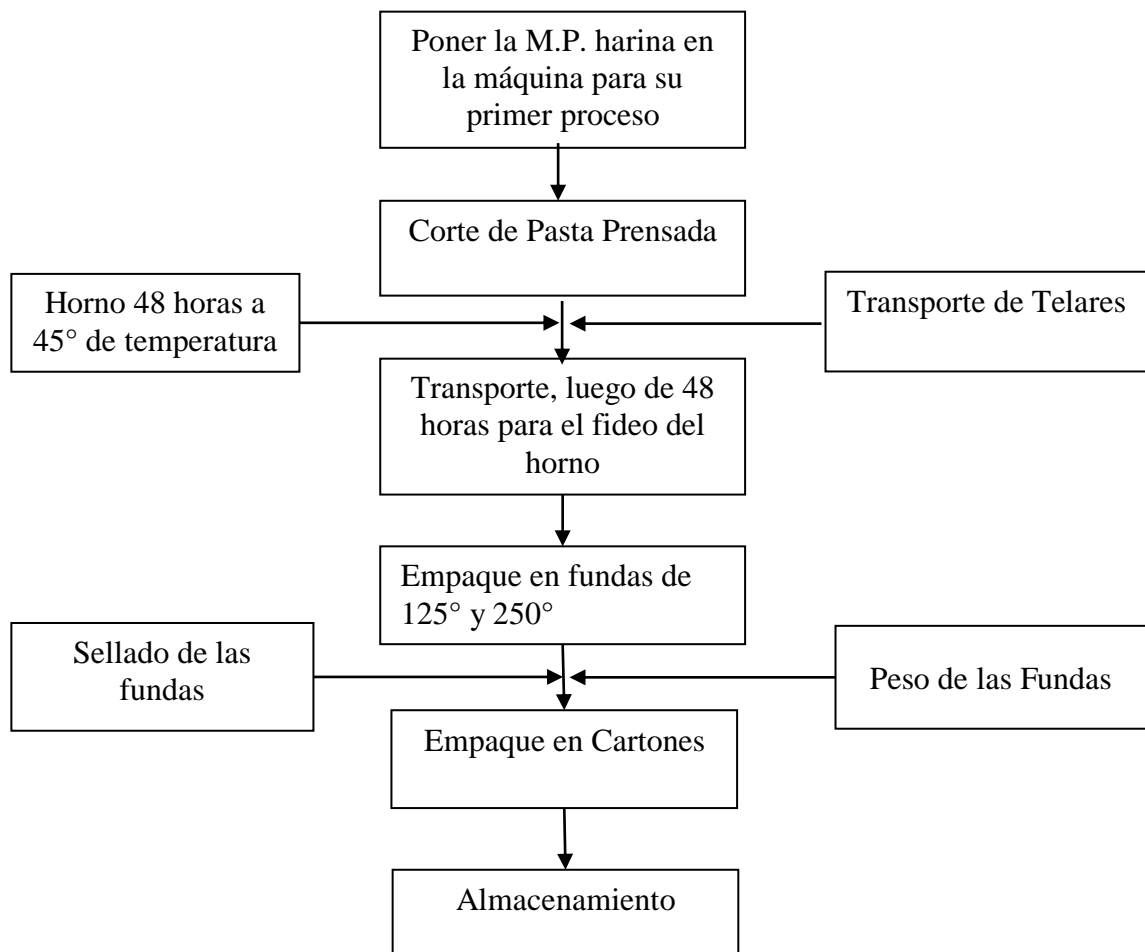 Poner la M.P. harina en
la máquina para su
primer proceso
Corte de Pasta Prensada
Horno 48 horas a
45° de temperatura
Transporte de Telares
Transporte, luego de 48
horas para el fideo del
horno
Empaque en fundas de
125° y 250°
Sellado de las
fundas
Peso de las Fundas
Empaque en Cartones
Almacenamiento